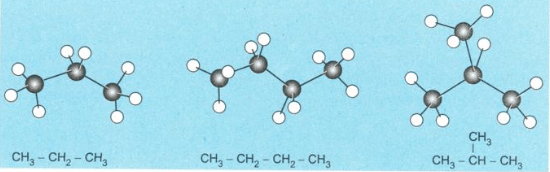 CH₃
CH₃ – CH₂ – CH₃
CH₃ – CH₂ – CH₂ – CH₃
CH₃ – CH – CH₃